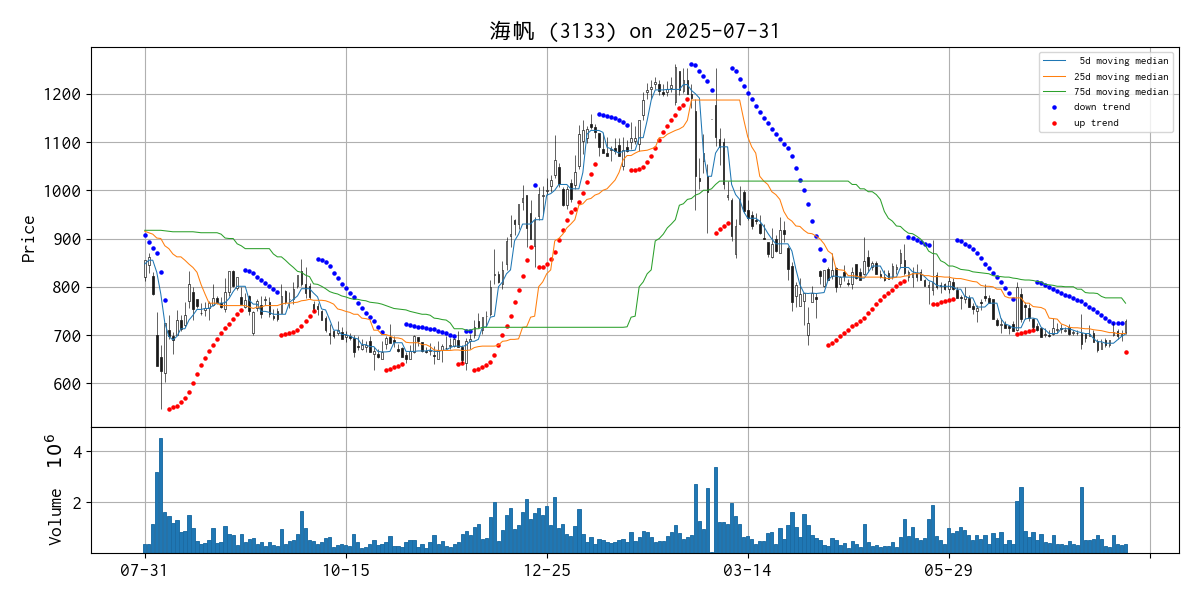 海帆 (3133) on 2025-07-31
5d moving median
25d moving median
75d moving median
down trend
up trend
Price
1200
1100
1000
900
800
700
600
Volume 10^6
4
2
07-31
10-15
12-25
03-14
05-29